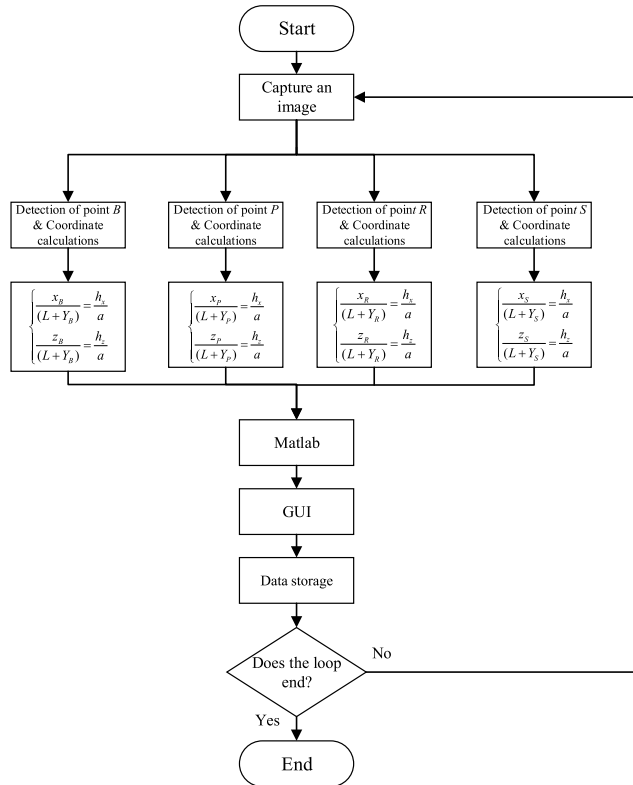 Start
Capture an
image
Detection of point B
& Coordinate
calculations
Detection of point P
& Coordinate
calculations
Detection of point R
& Coordinate
calculations
Detection of point S
& Coordinate
calculations
{ x_B/(L+Y_B) = h_x/a
z_B/(L+Y_B) = h_z/a
{ x_P/(L+Y_P) = h_x/a
z_P/(L+Y_P) = h_z/a
{ x_R/(L+Y_R) = h_x/a
z_R/(L+Y_R) = h_z/a
{ x_S/(L+Y_S) = h_x/a
z_S/(L+Y_S) = h_z/a
Matlab
GUI
Data storage
Does the loop
end?
No
Yes
End